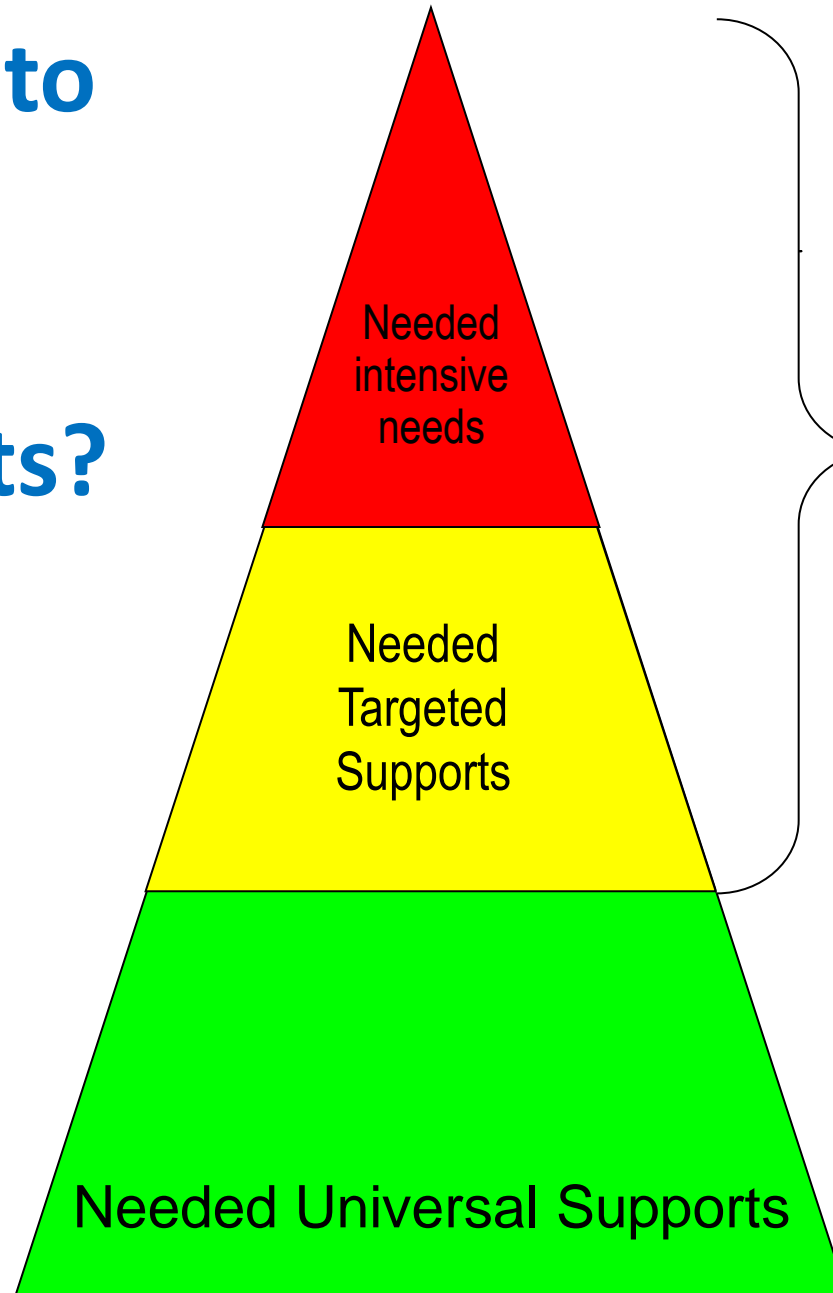 to
ts?
Needed
intensive
needs
Needed
Targeted
Supports
Needed Universal Supports